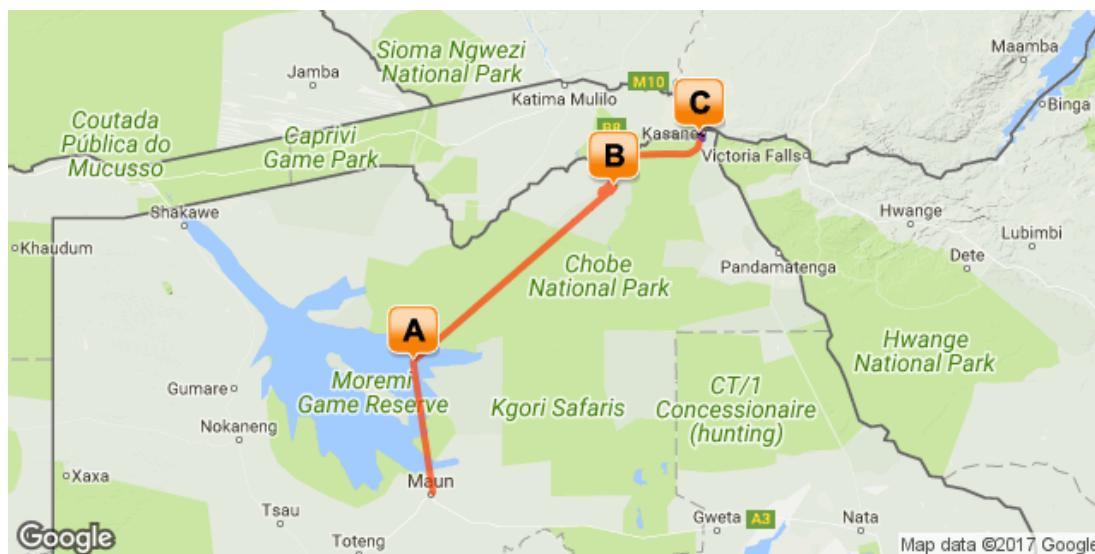 Sioma Ngwezi
National Park
Jamba
Maamba
M10
Katima Mulilo
Binga
C
Coutada
Pública do
Mucusso
Caprivi
Game Park
B8
Kasane
B
Victoria Falls
Shakawe
Hwange
Lubimbi
Khaudum
Dete
Chobe
National Park
Pandamatenga
A
Hwange
National Park
Moremi
Game Reserve
Gumare
Kgori Safaris
CT/1
Concessionaire
(hunting)
Nokaneng
Xaxa
Maun
Tsau
Toteng
Gweta
A3
Nata
Google
Map data ©2017 Google